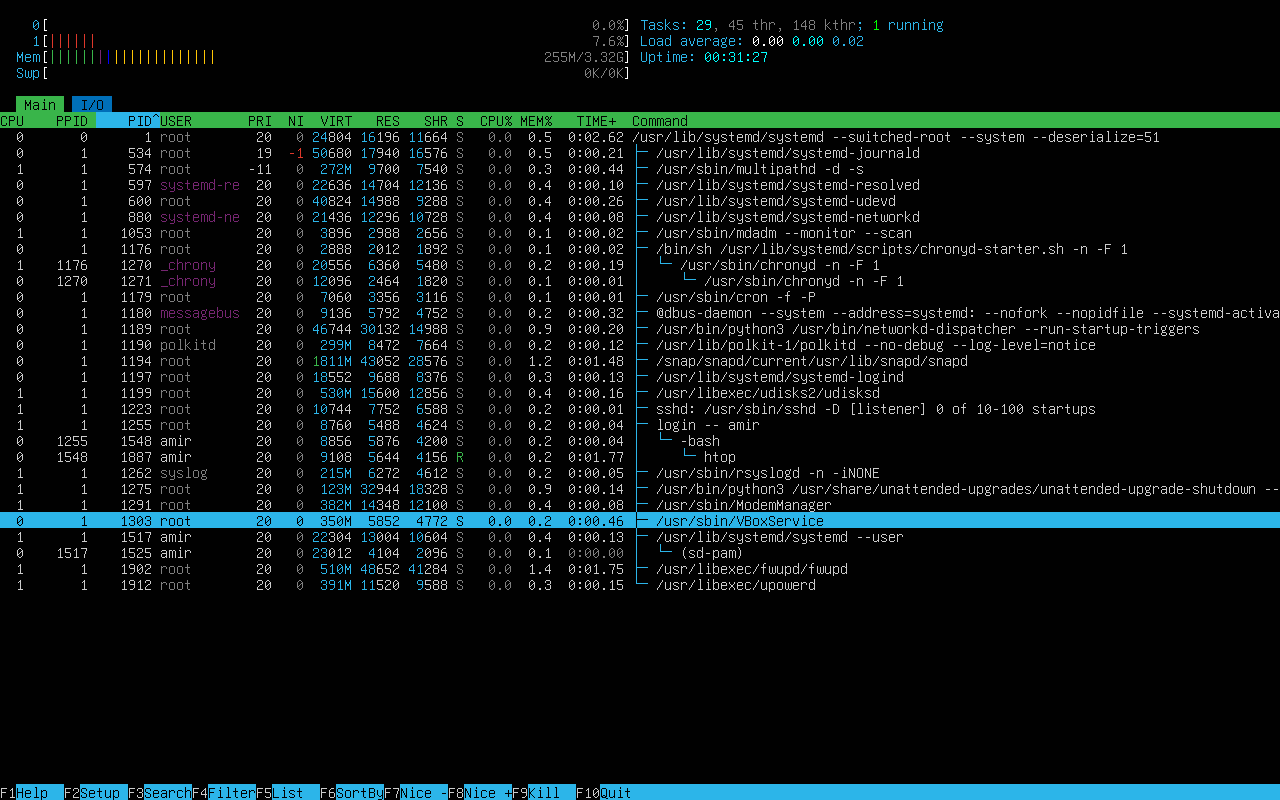 0[ 0.0%] Tasks: 29, 45 thr, 148 kthr; 1 running
1[|||||| 7.6%] Load average: 0.00 0.00 0.02
Mem[||||||||||||||||||||| 255M/3.32G] Uptime: 00:31:27
Swp[ 0K/0K]
Main I/O
CPU PPID PID^USER PRI NI VIRT RES SHR S CPU% MEM% TIME+ Command
0 0 1 root 20 0 24804 16196 11664 S 0.0 0.5 0:02.62 /usr/lib/systemd/systemd --switched-root --system --deserialize=51
0 1 534 root 19 -1 50680 17940 16576 S 0.0 0.5 0:00.21 ├─ /usr/lib/systemd/systemd-journald
1 1 574 root -11 0 272M 9700 7540 S 0.0 0.3 0:00.44 ├─ /usr/sbin/multipathd -d -s
0 1 597 systemd-re 20 0 22636 14704 12136 S 0.0 0.4 0:00.10 ├─ /usr/lib/systemd/systemd-resolved
0 1 600 root 20 0 40824 14988 9288 S 0.0 0.4 0:00.26 ├─ /usr/lib/systemd/systemd-udevd
0 1 880 systemd-ne 20 0 21436 12296 10728 S 0.0 0.4 0:00.08 ├─ /usr/lib/systemd/systemd-networkd
1 1 1053 root 20 0 3896 2988 2656 S 0.0 0.1 0:00.02 ├─ /usr/sbin/mdadm --monitor --scan
0 1 1176 root 20 0 2888 2012 1892 S 0.0 0.1 0:00.02 ├─ /bin/sh /usr/lib/systemd/scripts/chronyd-starter.sh -n -F 1
1 1176 1270 _chrony 20 0 20556 6360 5480 S 0.0 0.2 0:00.19 │ └─ /usr/sbin/chronyd -n -F 1
0 1270 1271 _chrony 20 0 12096 2464 1820 S 0.0 0.1 0:00.01 │ └─ /usr/sbin/chronyd -n -F 1
0 1 1179 root 20 0 7060 3356 3116 S 0.0 0.1 0:00.01 ├─ /usr/sbin/cron -f -P
0 1 1180 messagebus 20 0 9136 5792 4752 S 0.0 0.2 0:00.32 ├─ @dbus-daemon --system --address=systemd: --nofork --nopidfile --systemd-activa
0 1 1189 root 20 0 46744 30132 14988 S 0.0 0.9 0:00.20 ├─ /usr/bin/python3 /usr/bin/networkd-dispatcher --run-startup-triggers
0 1 1190 polkitd 20 0 299M 8472 7664 S 0.0 0.2 0:00.12 ├─ /usr/lib/polkit-1/polkitd --no-debug --log-level=notice
0 1 1194 root 20 0 1811M 43052 28576 S 0.0 1.2 0:01.48 ├─ /snap/snapd/current/usr/lib/snapd/snapd
0 1 1197 root 20 0 18552 9688 8376 S 0.0 0.3 0:00.13 ├─ /usr/lib/systemd/systemd-logind
1 1 1199 root 20 0 530M 15600 12856 S 0.0 0.4 0:00.16 ├─ /usr/libexec/udisks2/udisksd
1 1 1223 root 20 0 10744 7752 6588 S 0.0 0.2 0:00.01 ├─ sshd: /usr/sbin/sshd -D [listener] 0 of 10-100 startups
1 1 1255 root 20 0 8760 5488 4624 S 0.0 0.2 0:00.04 ├─ login -- amir
0 1255 1548 amir 20 0 8856 5876 4200 S 0.0 0.2 0:00.04 │ └─ -bash
0 1548 1887 amir 20 0 9108 5644 4156 R 0.0 0.2 0:01.77 │ └─ htop
1 1 1262 syslog 20 0 215M 6272 4612 S 0.0 0.2 0:00.05 ├─ /usr/sbin/rsyslogd -n -iNONE
1 1 1275 root 20 0 123M 32944 18328 S 0.0 0.9 0:00.14 ├─ /usr/bin/python3 /usr/share/unattended-upgrades/unattended-upgrade-shutdown --
1 1 1291 root 20 0 382M 14348 12100 S 0.0 0.4 0:00.08 ├─ /usr/sbin/ModemManager
0 1 1303 root 20 0 350M 5852 4772 S 0.0 0.2 0:00.46 ├─ /usr/sbin/VBoxService
1 1 1517 amir 20 0 22304 13004 10604 S 0.0 0.4 0:00.13 ├─ /usr/lib/systemd/systemd --user
0 1517 1525 amir 20 0 23012 4104 2096 S 0.0 0.1 0:00.00 │ └─ (sd-pam)
1 1 1902 root 20 0 510M 48652 41284 S 0.0 1.4 0:01.75 ├─ /usr/libexec/fwupd/fwupd
1 1 1912 root 20 0 391M 11520 9588 S 0.0 0.3 0:00.15 └─ /usr/libexec/upowerd
F1Help F2Setup F3SearchF4FilterF5List F6SortByF7Nice -F8Nice +F9Kill F10Quit